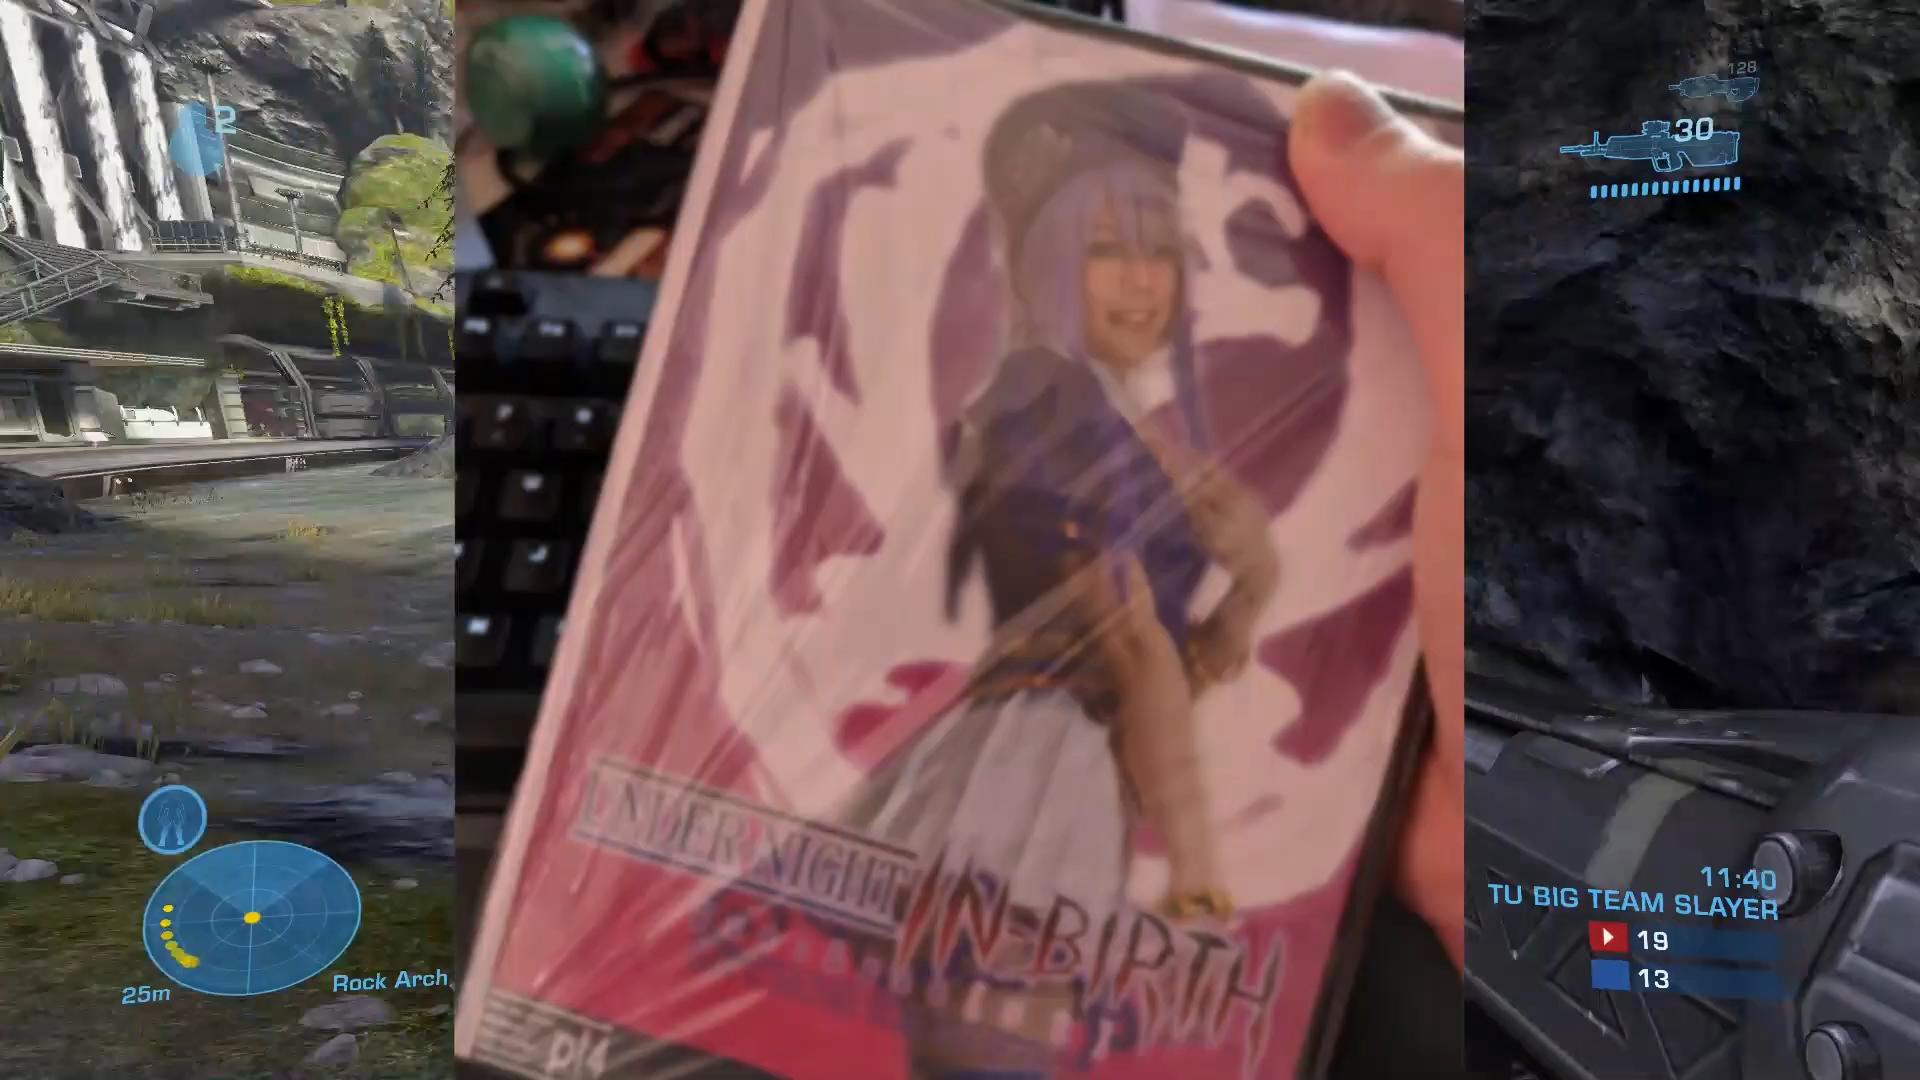 2
128
30
UNDER NIGHT
IN-BIRTH
25m
Rock Arch
11:40
TU BIG TEAM SLAYER
19
13